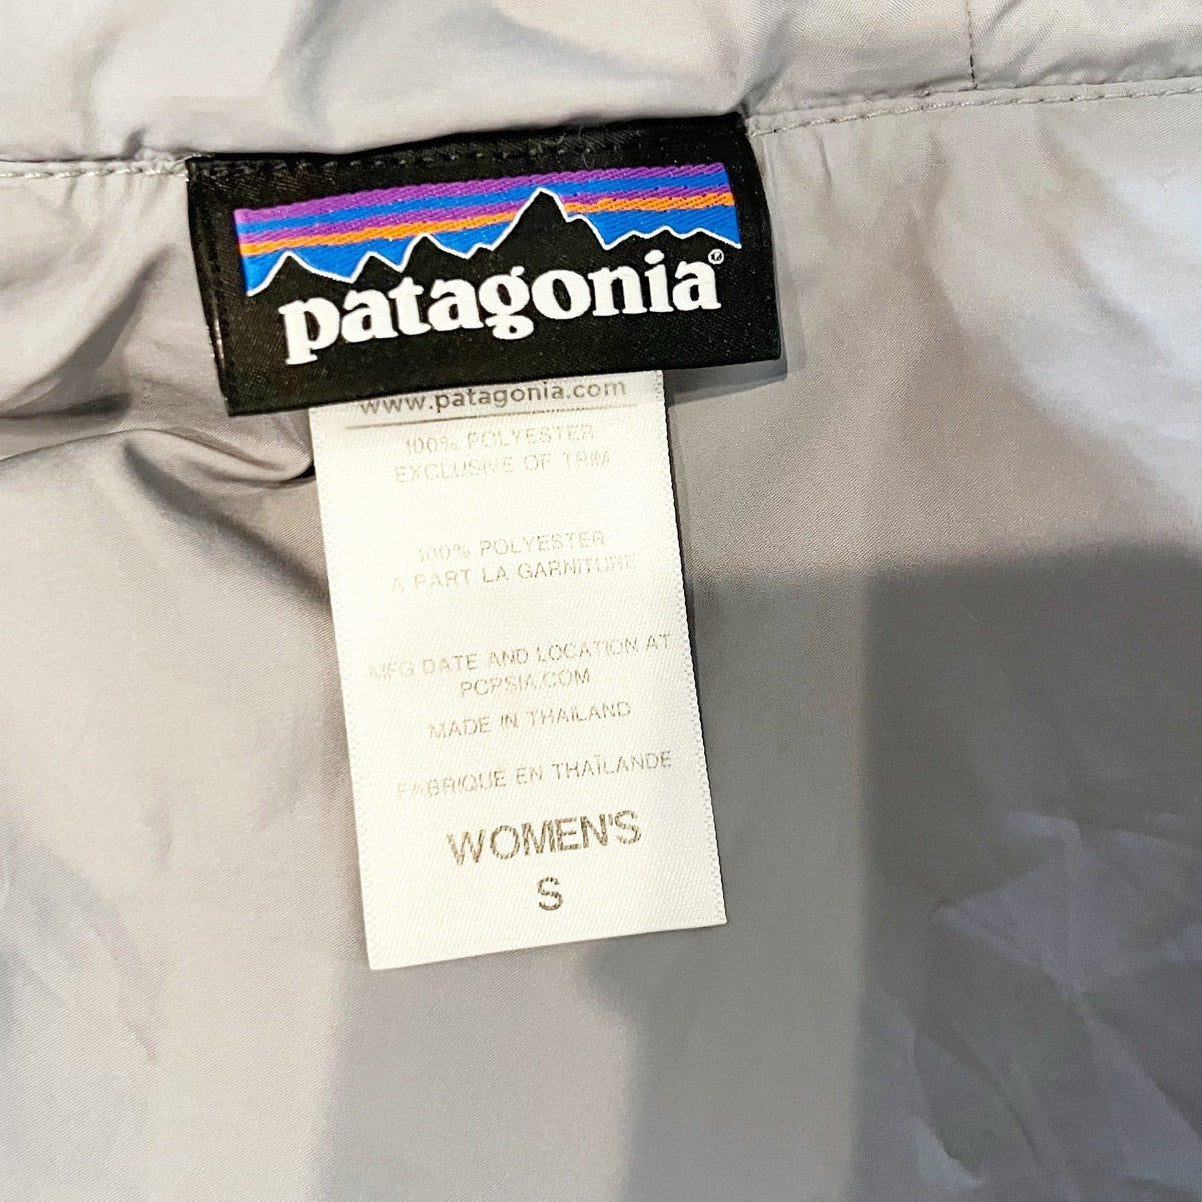 patagonia®
www.patagonia.com
100% POLYESTER
EXCLUSIVE OF TRIM
100% POLYESTER
A PART LA GARNITURE
MFG DATE AND LOCATION AT
PCPSIA.COM
MADE IN THAILAND
FABRIQUÉ EN THAÏLANDE
WOMEN'S
S